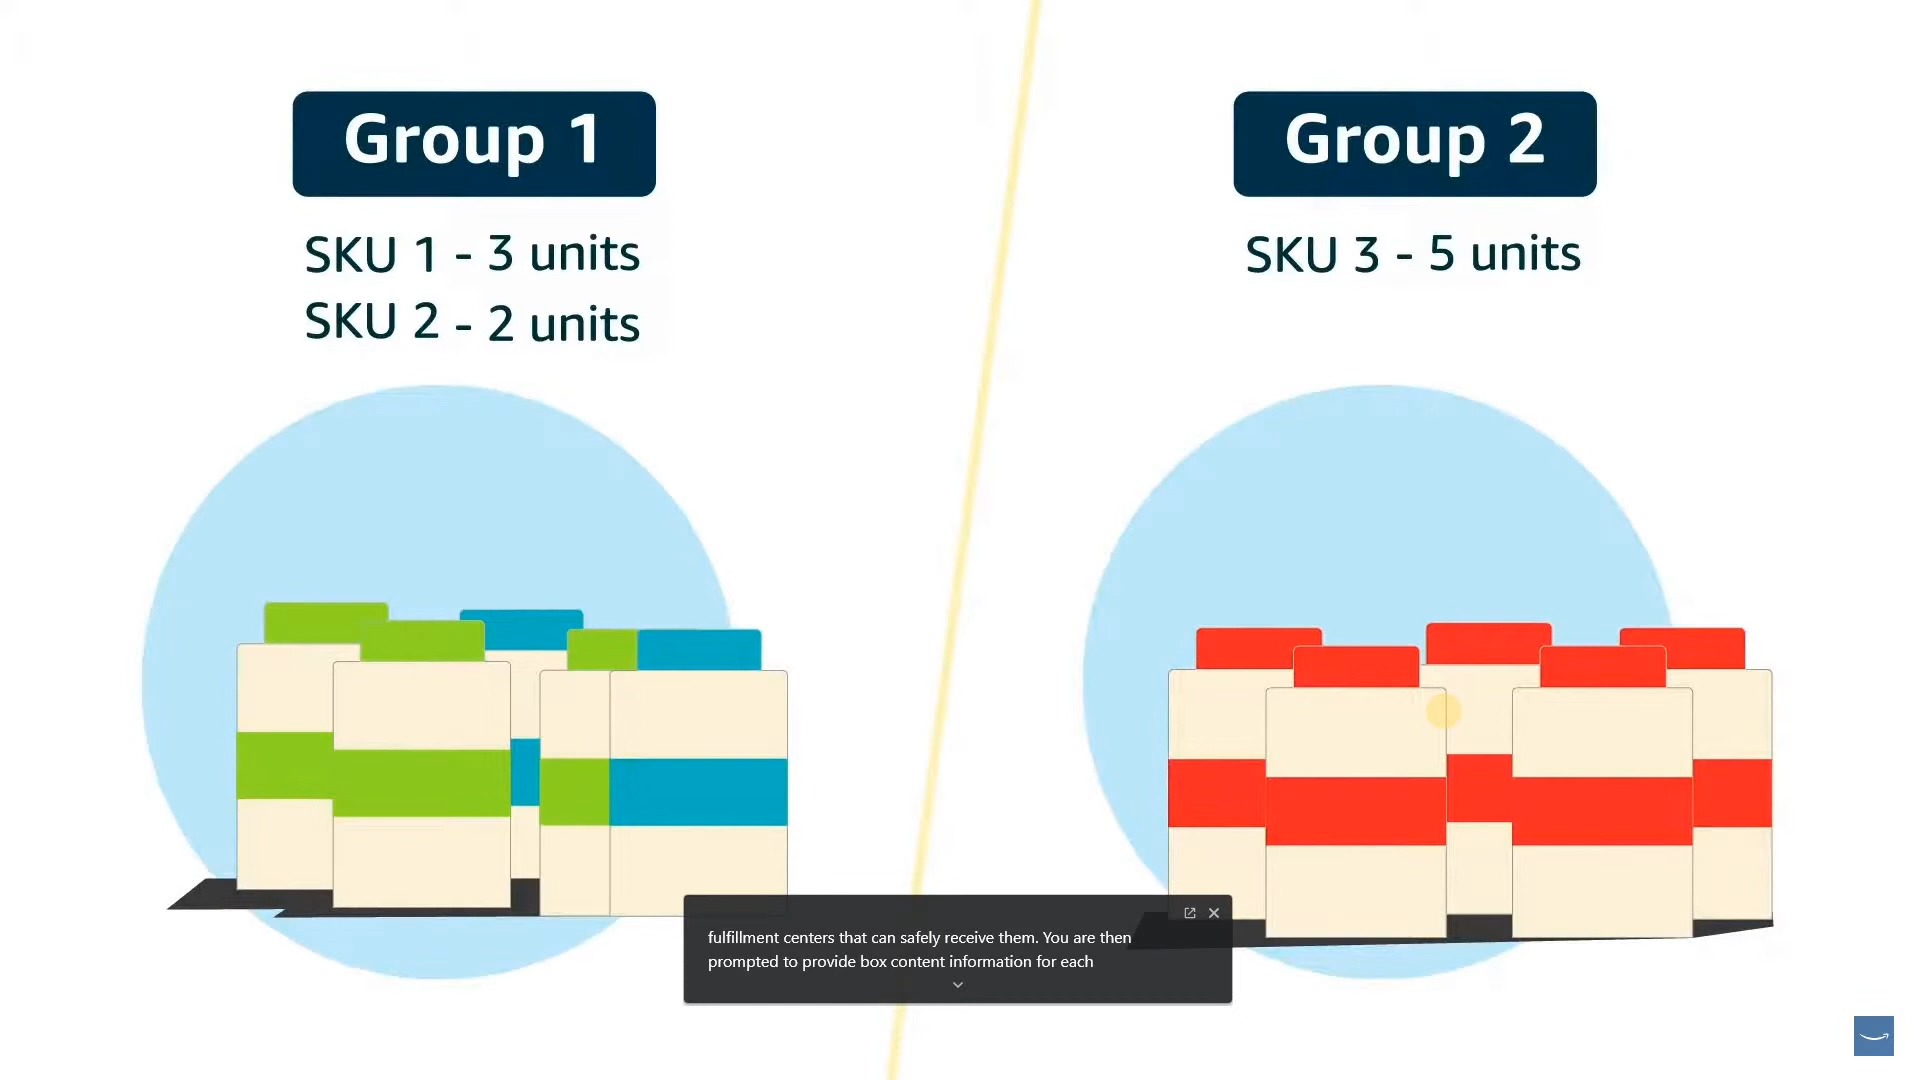 Group 1
SKU 1 - 3 units
SKU 2 - 2 units
Group 2
SKU 3 - 5 units
fulfillment centers that can safely receive them. You are then
prompted to provide box content information for each